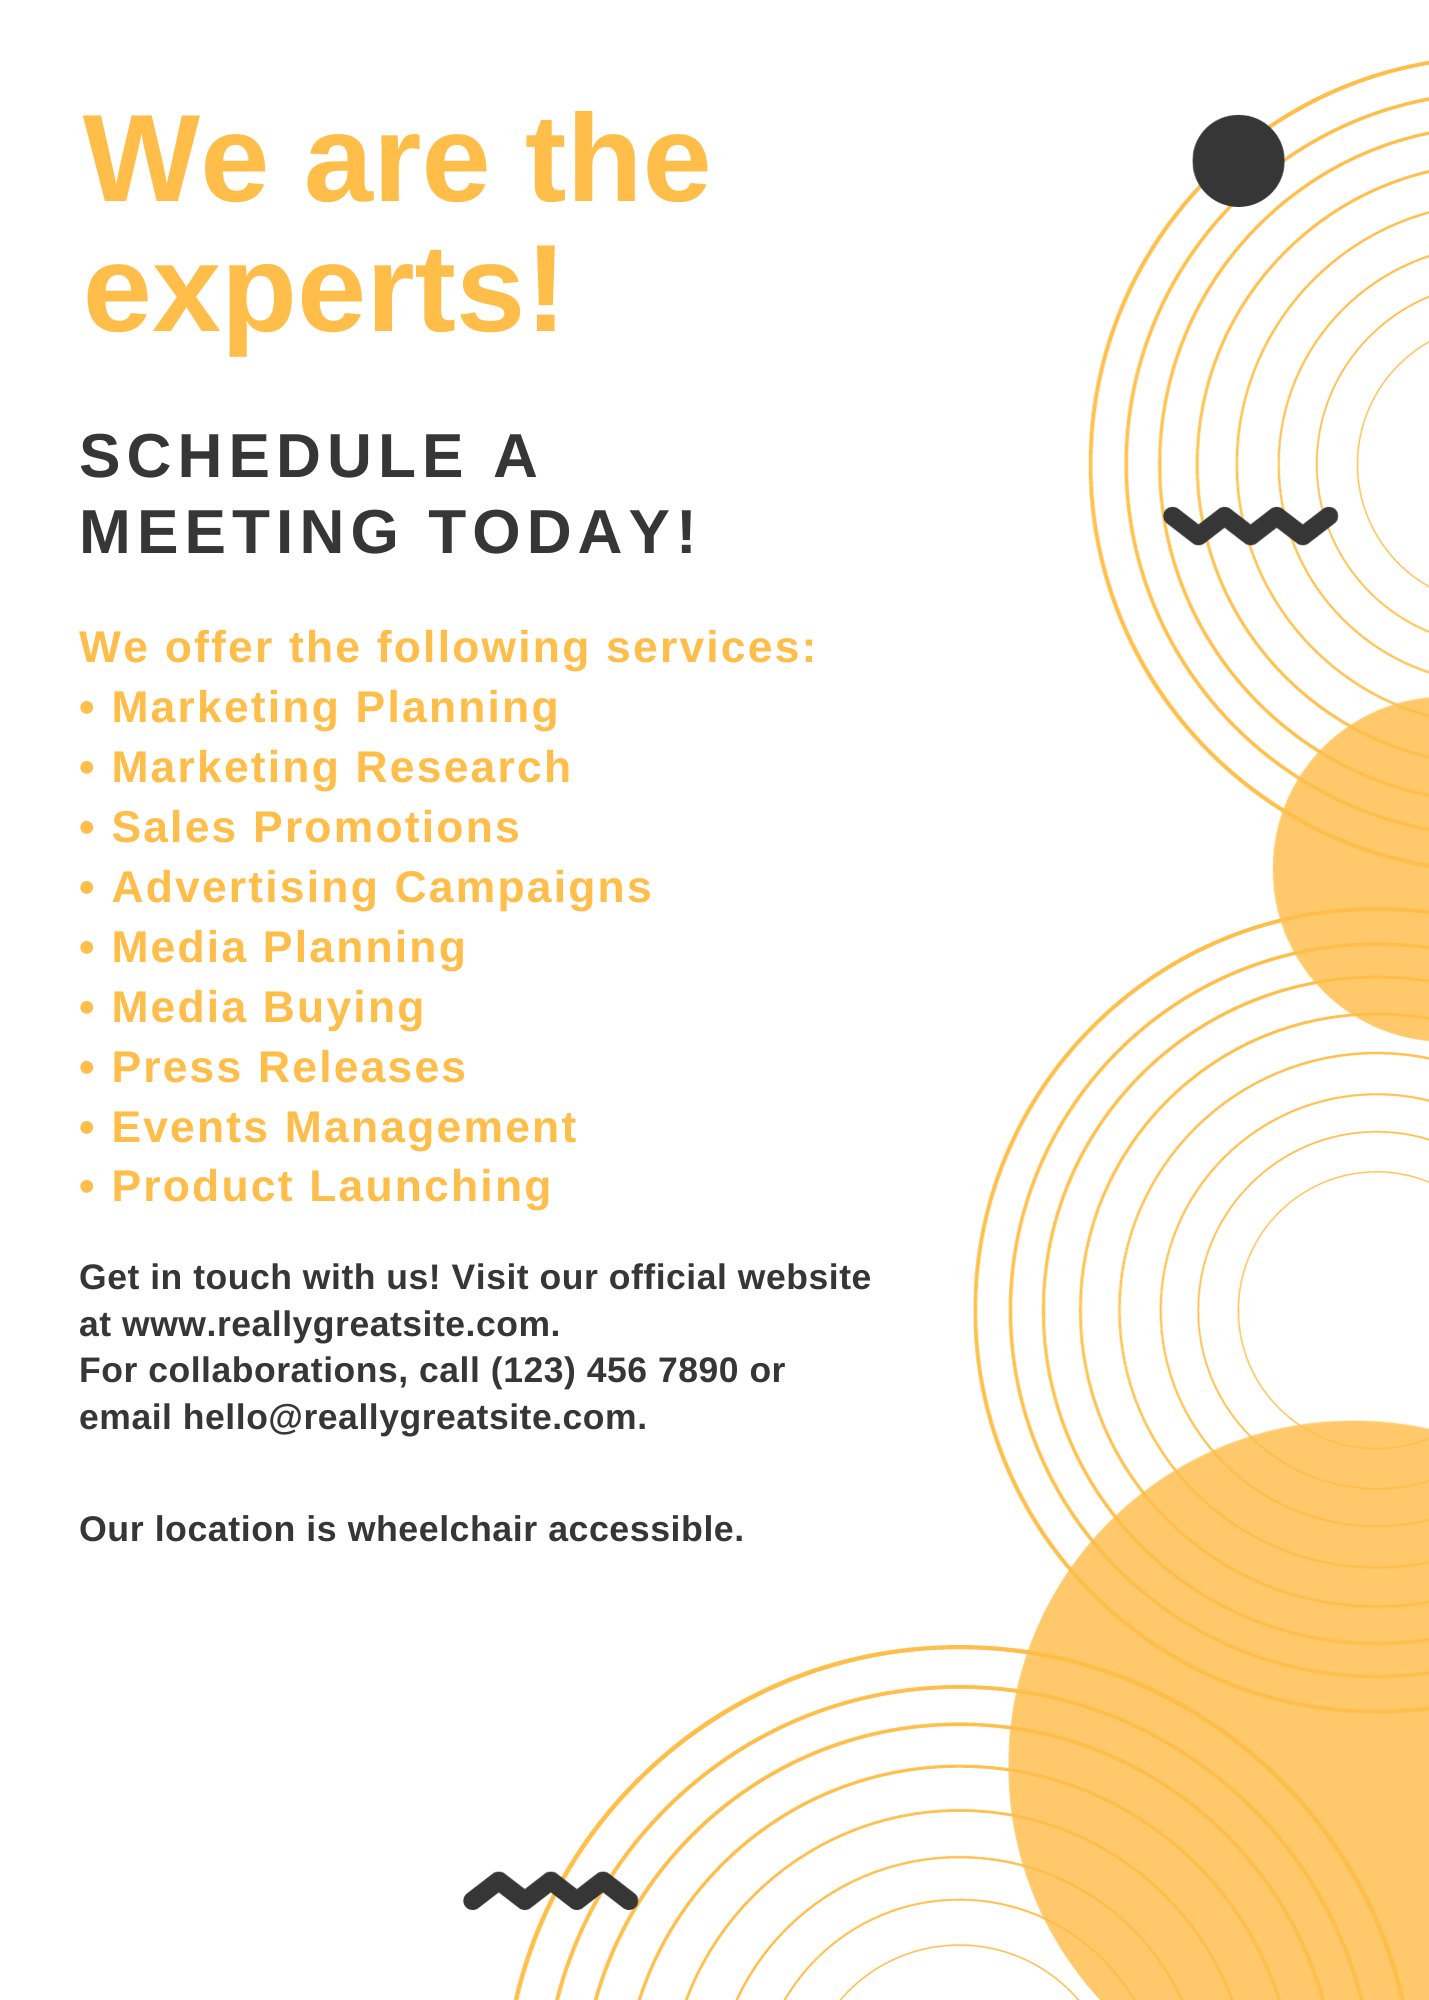 We are the
experts!
SCHEDULE A
MEETING TODAY!
We offer the following services:
• Marketing Planning
• Marketing Research
• Sales Promotions
• Advertising Campaigns
• Media Planning
• Media Buying
• Press Releases
• Events Management
• Product Launching
Get in touch with us! Visit our official website
at www.reallygreatsite.com.
For collaborations, call (123) 456 7890 or
email hello@reallygreatsite.com.
Our location is wheelchair accessible.